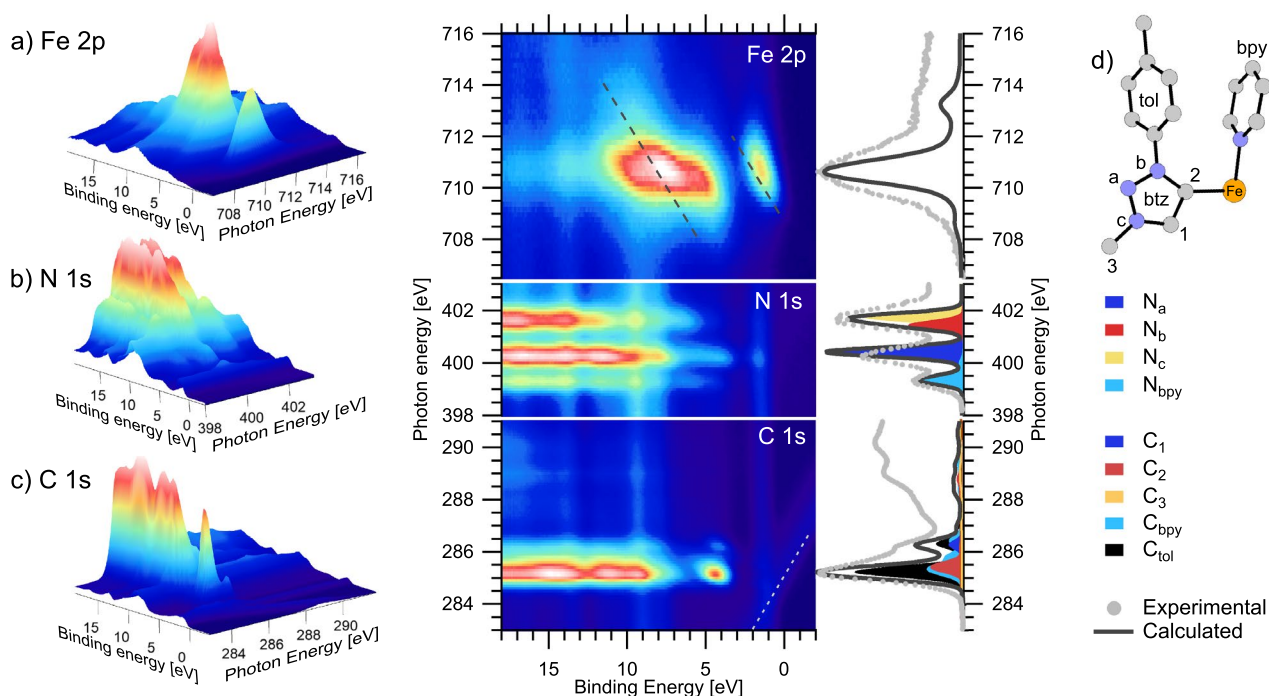 a) Fe 2p
15
10
5
0
Binding energy [eV]
708
710
712
714
716
Photon Energy [eV]
b) N 1s
15
10
5
0
Binding energy [eV]
398
400
402
Photon Energy [eV]
c) C 1s
15
10
5
0
Binding energy [eV]
284
286
288
290
Photon Energy [eV]
716
714
712
710
708
Fe 2p
716
714
712
710
708
402
400
398
N 1s
402
400
398
290
288
286
284
C 1s
290
288
286
284
Photon energy [eV]
Photon energy [eV]
15
10
5
0
Binding Energy [eV]
d)
bpy
tol
b
a
2
btz
Fe
c
1
3
Na
Nb
Nc
Nbpy
C1
C2
C3
Cbpy
Ctol
Experimental
Calculated